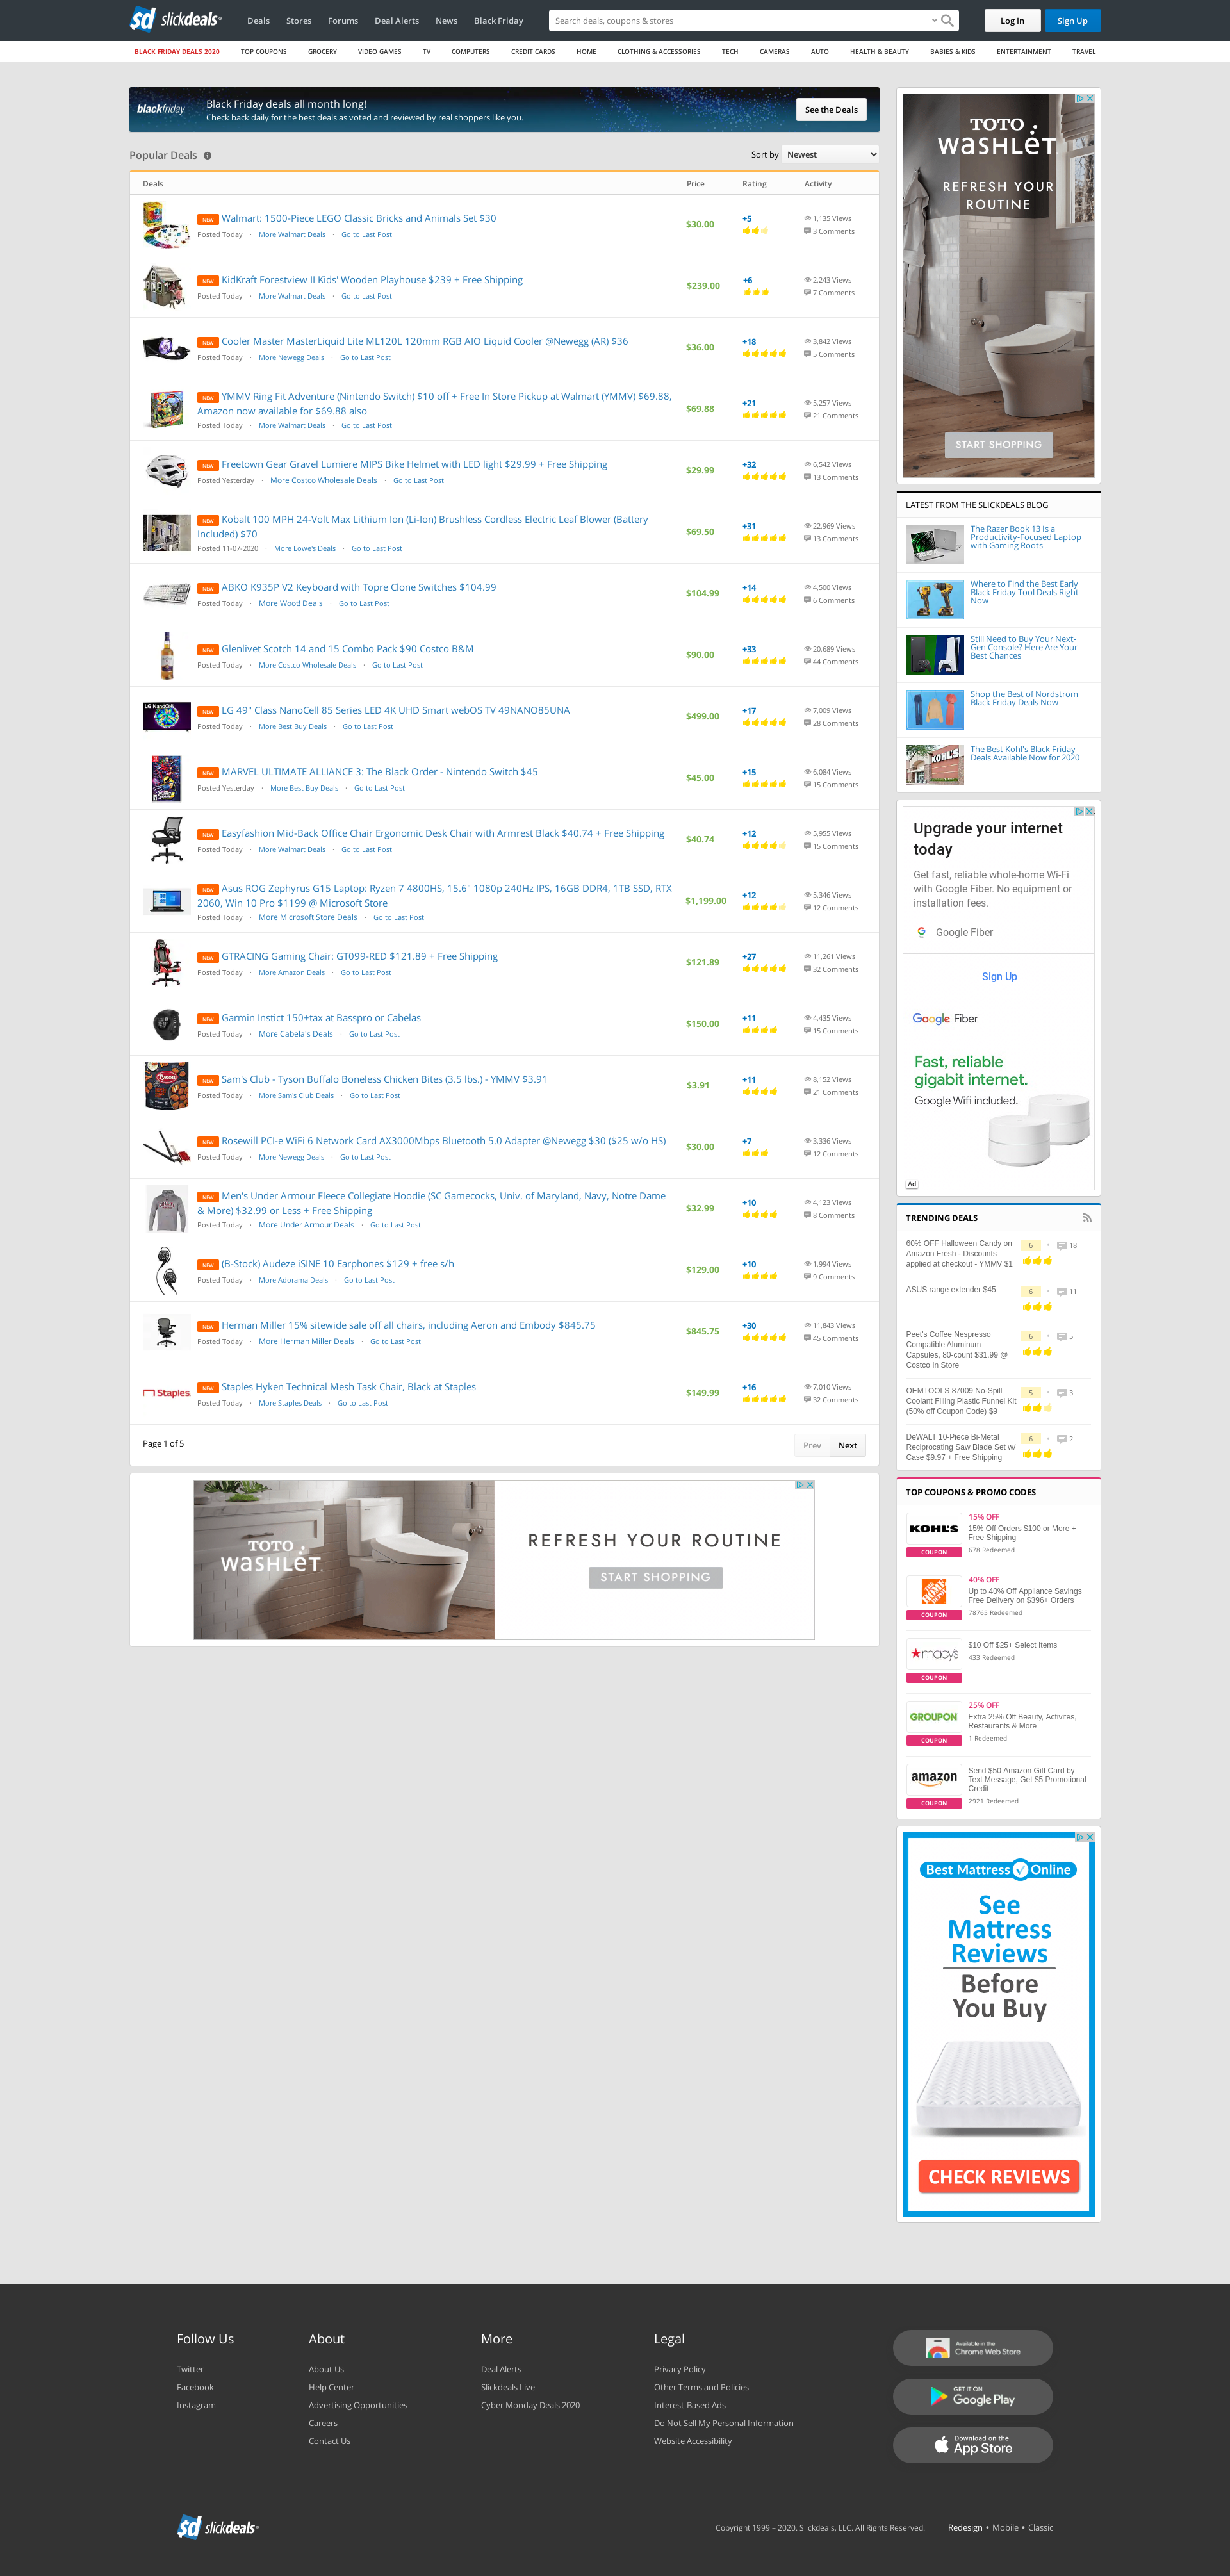 slickdeals
Deals Stores Forums Deal Alerts News Black Friday
Search deals, coupons & stores
Log In Sign Up
BLACK FRIDAY DEALS 2020 TOP COUPONS GROCERY VIDEO GAMES TV COMPUTERS CREDIT CARDS HOME CLOTHING & ACCESSORIES TECH CAMERAS AUTO HEALTH & BEAUTY BABIES & KIDS ENTERTAINMENT TRAVEL
blackfriday
Black Friday deals all month long!
Check back daily for the best deals as voted and reviewed by real shoppers like you.
See the Deals
Popular Deals
Sort by Newest
Deals Price Rating Activity
NEW Walmart: 1500-Piece LEGO Classic Bricks and Animals Set $30
Posted Today · More Walmart Deals · Go to Last Post
$30.00
+5
1,135 Views
3 Comments
NEW KidKraft Forestview II Kids' Wooden Playhouse $239 + Free Shipping
Posted Today · More Walmart Deals · Go to Last Post
$239.00
+6
2,243 Views
7 Comments
NEW Cooler Master MasterLiquid Lite ML120L 120mm RGB AIO Liquid Cooler @Newegg (AR) $36
Posted Today · More Newegg Deals · Go to Last Post
$36.00
+18
3,842 Views
5 Comments
NEW YMMV Ring Fit Adventure (Nintendo Switch) $10 off + Free In Store Pickup at Walmart (YMMV) $69.88,
Amazon now available for $69.88 also
Posted Today · More Walmart Deals · Go to Last Post
$69.88
+21
5,257 Views
21 Comments
NEW Freetown Gear Gravel Lumiere MIPS Bike Helmet with LED light $29.99 + Free Shipping
Posted Yesterday · More Costco Wholesale Deals · Go to Last Post
$29.99
+32
6,542 Views
13 Comments
NEW Kobalt 100 MPH 24-Volt Max Lithium Ion (Li-Ion) Brushless Cordless Electric Leaf Blower (Battery
Included) $70
Posted 11-07-2020 · More Lowe's Deals · Go to Last Post
$69.50
+31
22,969 Views
13 Comments
NEW ABKO K935P V2 Keyboard with Topre Clone Switches $104.99
Posted Today · More Woot! Deals · Go to Last Post
$104.99
+14
4,500 Views
6 Comments
NEW Glenlivet Scotch 14 and 15 Combo Pack $90 Costco B&M
Posted Today · More Costco Wholesale Deals · Go to Last Post
$90.00
+33
20,689 Views
44 Comments
LG NanoCell
NEW LG 49" Class NanoCell 85 Series LED 4K UHD Smart webOS TV 49NANO85UNA
Posted Today · More Best Buy Deals · Go to Last Post
$499.00
+17
7,009 Views
28 Comments
NEW MARVEL ULTIMATE ALLIANCE 3: The Black Order - Nintendo Switch $45
Posted Yesterday · More Best Buy Deals · Go to Last Post
$45.00
+15
6,084 Views
15 Comments
NEW Easyfashion Mid-Back Office Chair Ergonomic Desk Chair with Armrest Black $40.74 + Free Shipping
Posted Today · More Walmart Deals · Go to Last Post
$40.74
+12
5,955 Views
15 Comments
NEW Asus ROG Zephyrus G15 Laptop: Ryzen 7 4800HS, 15.6" 1080p 240Hz IPS, 16GB DDR4, 1TB SSD, RTX
2060, Win 10 Pro $1199 @ Microsoft Store
Posted Today · More Microsoft Store Deals · Go to Last Post
$1,199.00
+12
5,346 Views
12 Comments
NEW GTRACING Gaming Chair: GT099-RED $121.89 + Free Shipping
Posted Today · More Amazon Deals · Go to Last Post
$121.89
+27
11,261 Views
32 Comments
NEW Garmin Instict 150+tax at Basspro or Cabelas
Posted Today · More Cabela's Deals · Go to Last Post
$150.00
+11
4,435 Views
15 Comments
Tyson
NEW Sam's Club - Tyson Buffalo Boneless Chicken Bites (3.5 lbs.) - YMMV $3.91
Posted Today · More Sam's Club Deals · Go to Last Post
$3.91
+11
8,152 Views
21 Comments
NEW Rosewill PCI-e WiFi 6 Network Card AX3000Mbps Bluetooth 5.0 Adapter @Newegg $30 ($25 w/o HS)
Posted Today · More Newegg Deals · Go to Last Post
$30.00
+7
3,336 Views
12 Comments
NEW Men's Under Armour Fleece Collegiate Hoodie (SC Gamecocks, Univ. of Maryland, Navy, Notre Dame
& More) $32.99 or Less + Free Shipping
Posted Today · More Under Armour Deals · Go to Last Post
$32.99
+10
4,123 Views
8 Comments
NEW (B-Stock) Audeze iSINE 10 Earphones $129 + free s/h
Posted Today · More Adorama Deals · Go to Last Post
$129.00
+10
1,994 Views
9 Comments
NEW Herman Miller 15% sitewide sale off all chairs, including Aeron and Embody $845.75
Posted Today · More Herman Miller Deals · Go to Last Post
$845.75
+30
11,843 Views
45 Comments
Staples
NEW Staples Hyken Technical Mesh Task Chair, Black at Staples
Posted Today · More Staples Deals · Go to Last Post
$149.99
+16
7,010 Views
32 Comments
Page 1 of 5
Prev Next
TOTO
WASHLET
REFRESH YOUR ROUTINE
START SHOPPING
TOTO
WASHLET
REFRESH YOUR
ROUTINE
START SHOPPING
LATEST FROM THE SLICKDEALS BLOG
The Razer Book 13 Is a
Productivity-Focused Laptop
with Gaming Roots
Where to Find the Best Early
Black Friday Tool Deals Right
Now
Still Need to Buy Your Next-
Gen Console? Here Are Your
Best Chances
Shop the Best of Nordstrom
Black Friday Deals Now
KOHL'S
The Best Kohl's Black Friday
Deals Available Now for 2020
Upgrade your internet
today
Get fast, reliable whole-home Wi-Fi
with Google Fiber. No equipment or
installation fees.
Google Fiber
Sign Up
Google Fiber
Fast, reliable
gigabit internet.
Google Wifi included.
Ad
TRENDING DEALS
60% OFF Halloween Candy on
Amazon Fresh - Discounts
applied at checkout - YMMV $1
6 · 18
ASUS range extender $45
6 · 11
Peet's Coffee Nespresso
Compatible Aluminum
Capsules, 80-count $31.99 @
Costco In Store
6 · 5
OEMTOOLS 87009 No-Spill
Coolant Filling Plastic Funnel Kit
(50% off Coupon Code) $9
5 · 3
DeWALT 10-Piece Bi-Metal
Reciprocating Saw Blade Set w/
Case $9.97 + Free Shipping
6 · 2
TOP COUPONS & PROMO CODES
KOHL'S
COUPON
15% OFF
15% Off Orders $100 or More +
Free Shipping
678 Redeemed
THE HOME DEPOT
COUPON
40% OFF
Up to 40% Off Appliance Savings +
Free Delivery on $396+ Orders
78765 Redeemed
macy's
COUPON
$10 Off $25+ Select Items
433 Redeemed
GROUPON
COUPON
25% OFF
Extra 25% Off Beauty, Activites,
Restaurants & More
1 Redeemed
amazon
COUPON
Send $50 Amazon Gift Card by
Text Message, Get $5 Promotional
Credit
2921 Redeemed
Best Mattress Online
See
Mattress
Reviews
Before
You Buy
CHECK REVIEWS
Follow Us
Twitter
Facebook
Instagram
About
About Us
Help Center
Advertising Opportunities
Careers
Contact Us
More
Deal Alerts
Slickdeals Live
Cyber Monday Deals 2020
Legal
Privacy Policy
Other Terms and Policies
Interest-Based Ads
Do Not Sell My Personal Information
Website Accessibility
Available in the
Chrome Web Store
GET IT ON
Google Play
Download on the
App Store
slickdeals
Copyright 1999 – 2020. Slickdeals, LLC. All Rights Reserved.
Redesign • Mobile • Classic